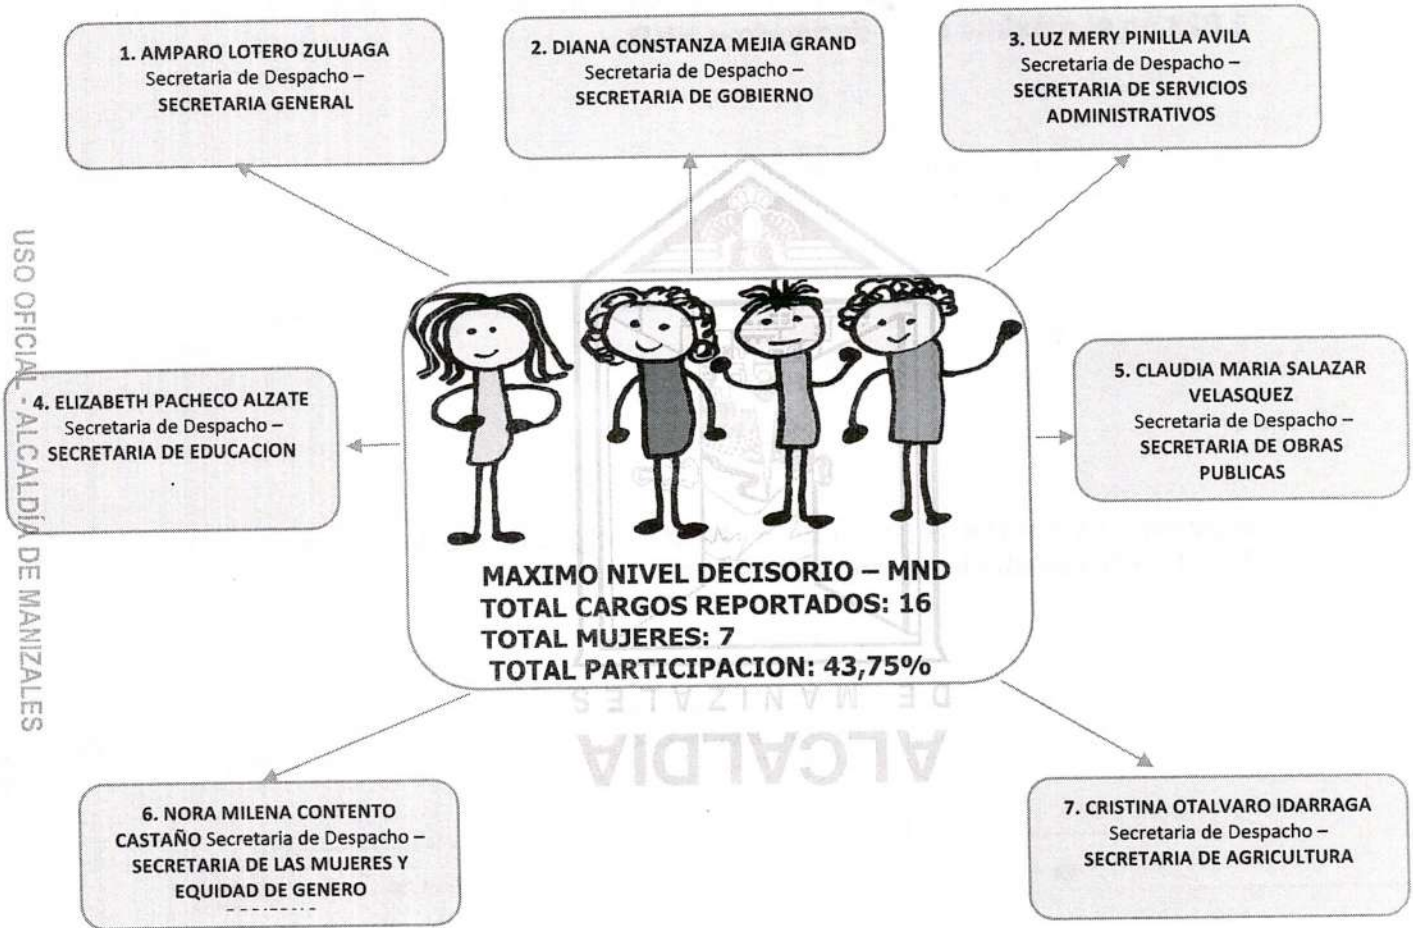 1. AMPARO LOTERO ZULUAGA
Secretaria de Despacho –
SECRETARIA GENERAL
2. DIANA CONSTANZA MEJIA GRAND
Secretaria de Despacho –
SECRETARIA DE GOBIERNO
3. LUZ MERY PINILLA AVILA
Secretaria de Despacho –
SECRETARIA DE SERVICIOS
ADMINISTRATIVOS
USO OFICIAL - ALCALDÍA DE MANIZALES
4. ELIZABETH PACHECO ALZATE
Secretaria de Despacho –
SECRETARIA DE EDUCACION
5. CLAUDIA MARIA SALAZAR
VELASQUEZ
Secretaria de Despacho –
SECRETARIA DE OBRAS
PUBLICAS
MAXIMO NIVEL DECISORIO – MND
TOTAL CARGOS REPORTADOS: 16
TOTAL MUJERES: 7
TOTAL PARTICIPACION: 43,75%
DE MANIZALES
ALCALDIA
6. NORA MILENA CONTENTO
CASTAÑO Secretaria de Despacho –
SECRETARIA DE LAS MUJERES Y
EQUIDAD DE GENERO
7. CRISTINA OTALVARO IDARRAGA
Secretaria de Despacho –
SECRETARIA DE AGRICULTURA